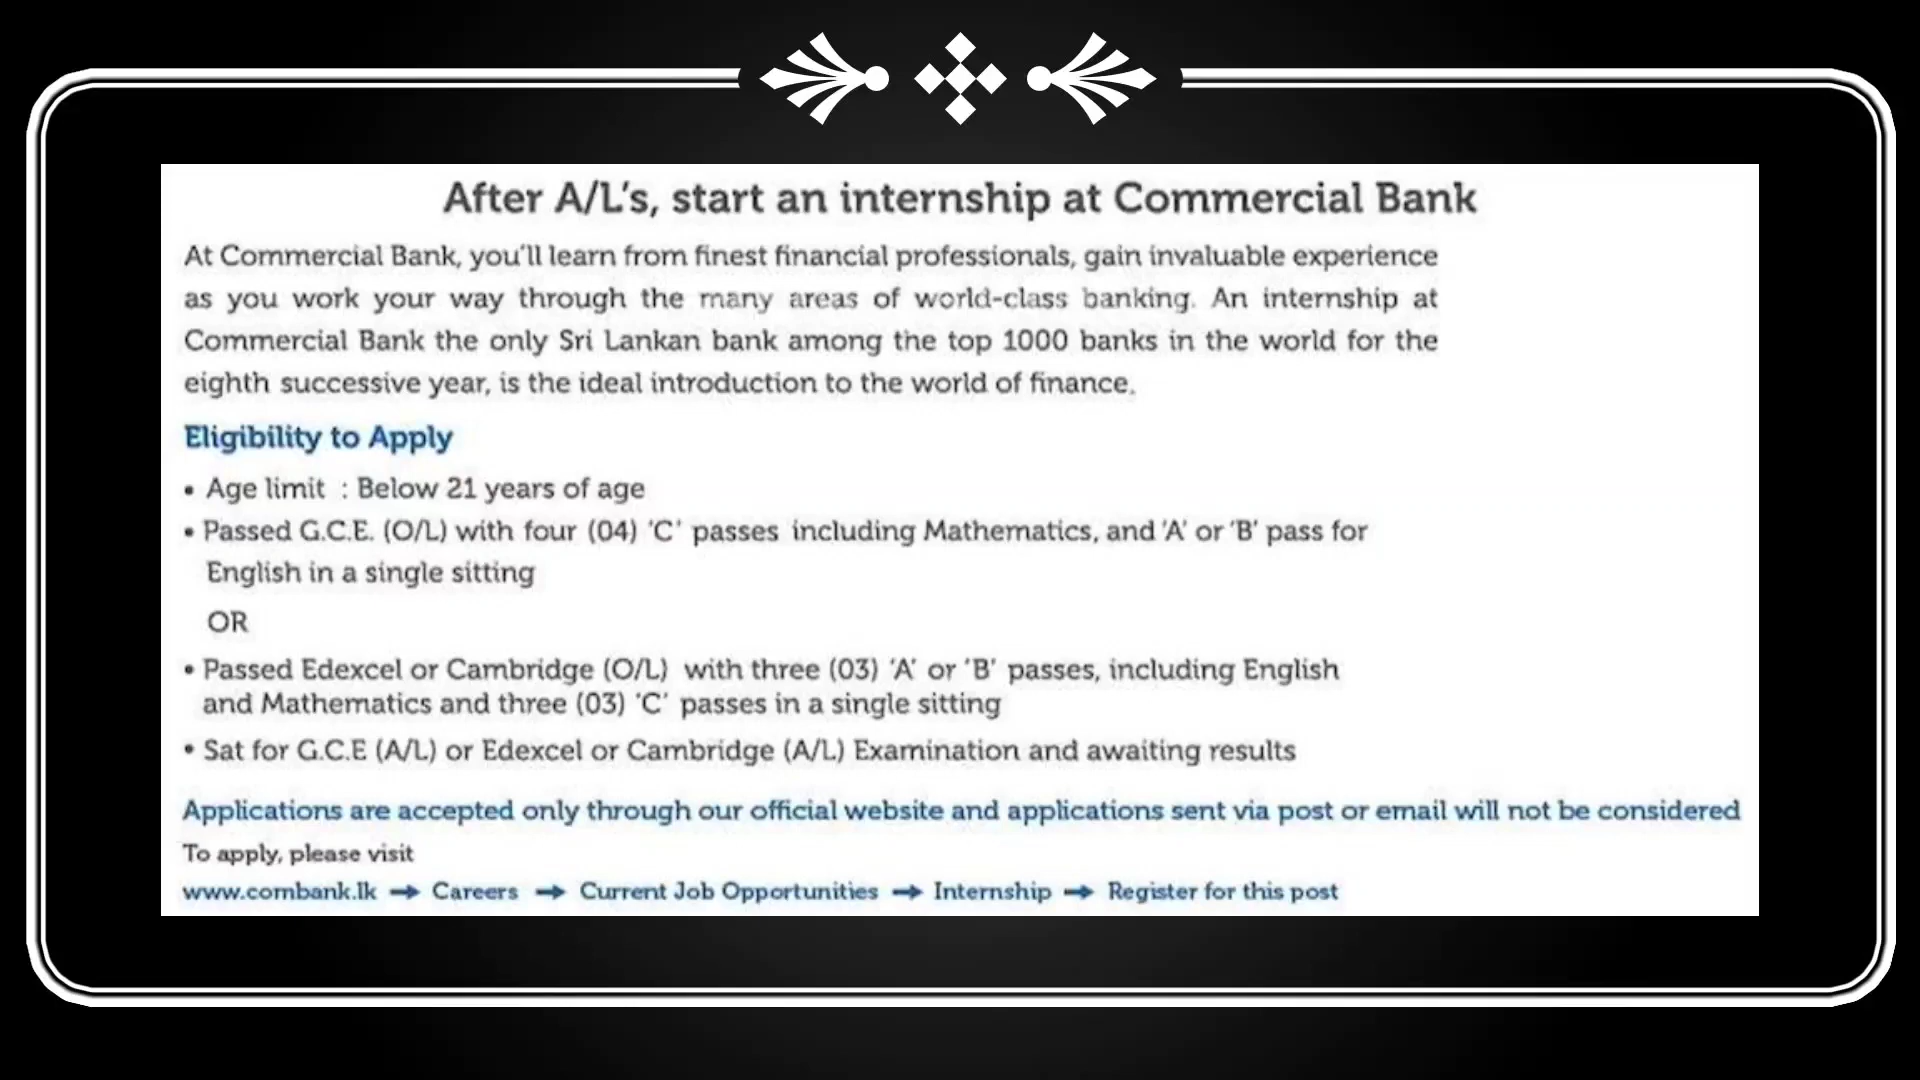 After A/L's, start an internship at Commercial Bank
At Commercial Bank, you'll learn from finest financial professionals, gain invaluable experience
as you work your way through the many areas of world-class banking. An internship at
Commercial Bank the only Sri Lankan bank among the top 1000 banks in the world for the
eighth successive year, is the ideal introduction to the world of finance.
Eligibility to Apply
• Age limit : Below 21 years of age
• Passed G.C.E. (O/L) with four (04) 'C' passes including Mathematics, and 'A' or 'B' pass for
English in a single sitting
OR
• Passed Edexcel or Cambridge (O/L) with three (03) 'A' or 'B' passes, including English
and Mathematics and three (03) 'C' passes in a single sitting
• Sat for G.C.E (A/L) or Edexcel or Cambridge (A/L) Examination and awaiting results
Applications are accepted only through our official website and applications sent via post or email will not be considered
To apply, please visit
www.combank.lk → Careers → Current Job Opportunities → Internship → Register for this post